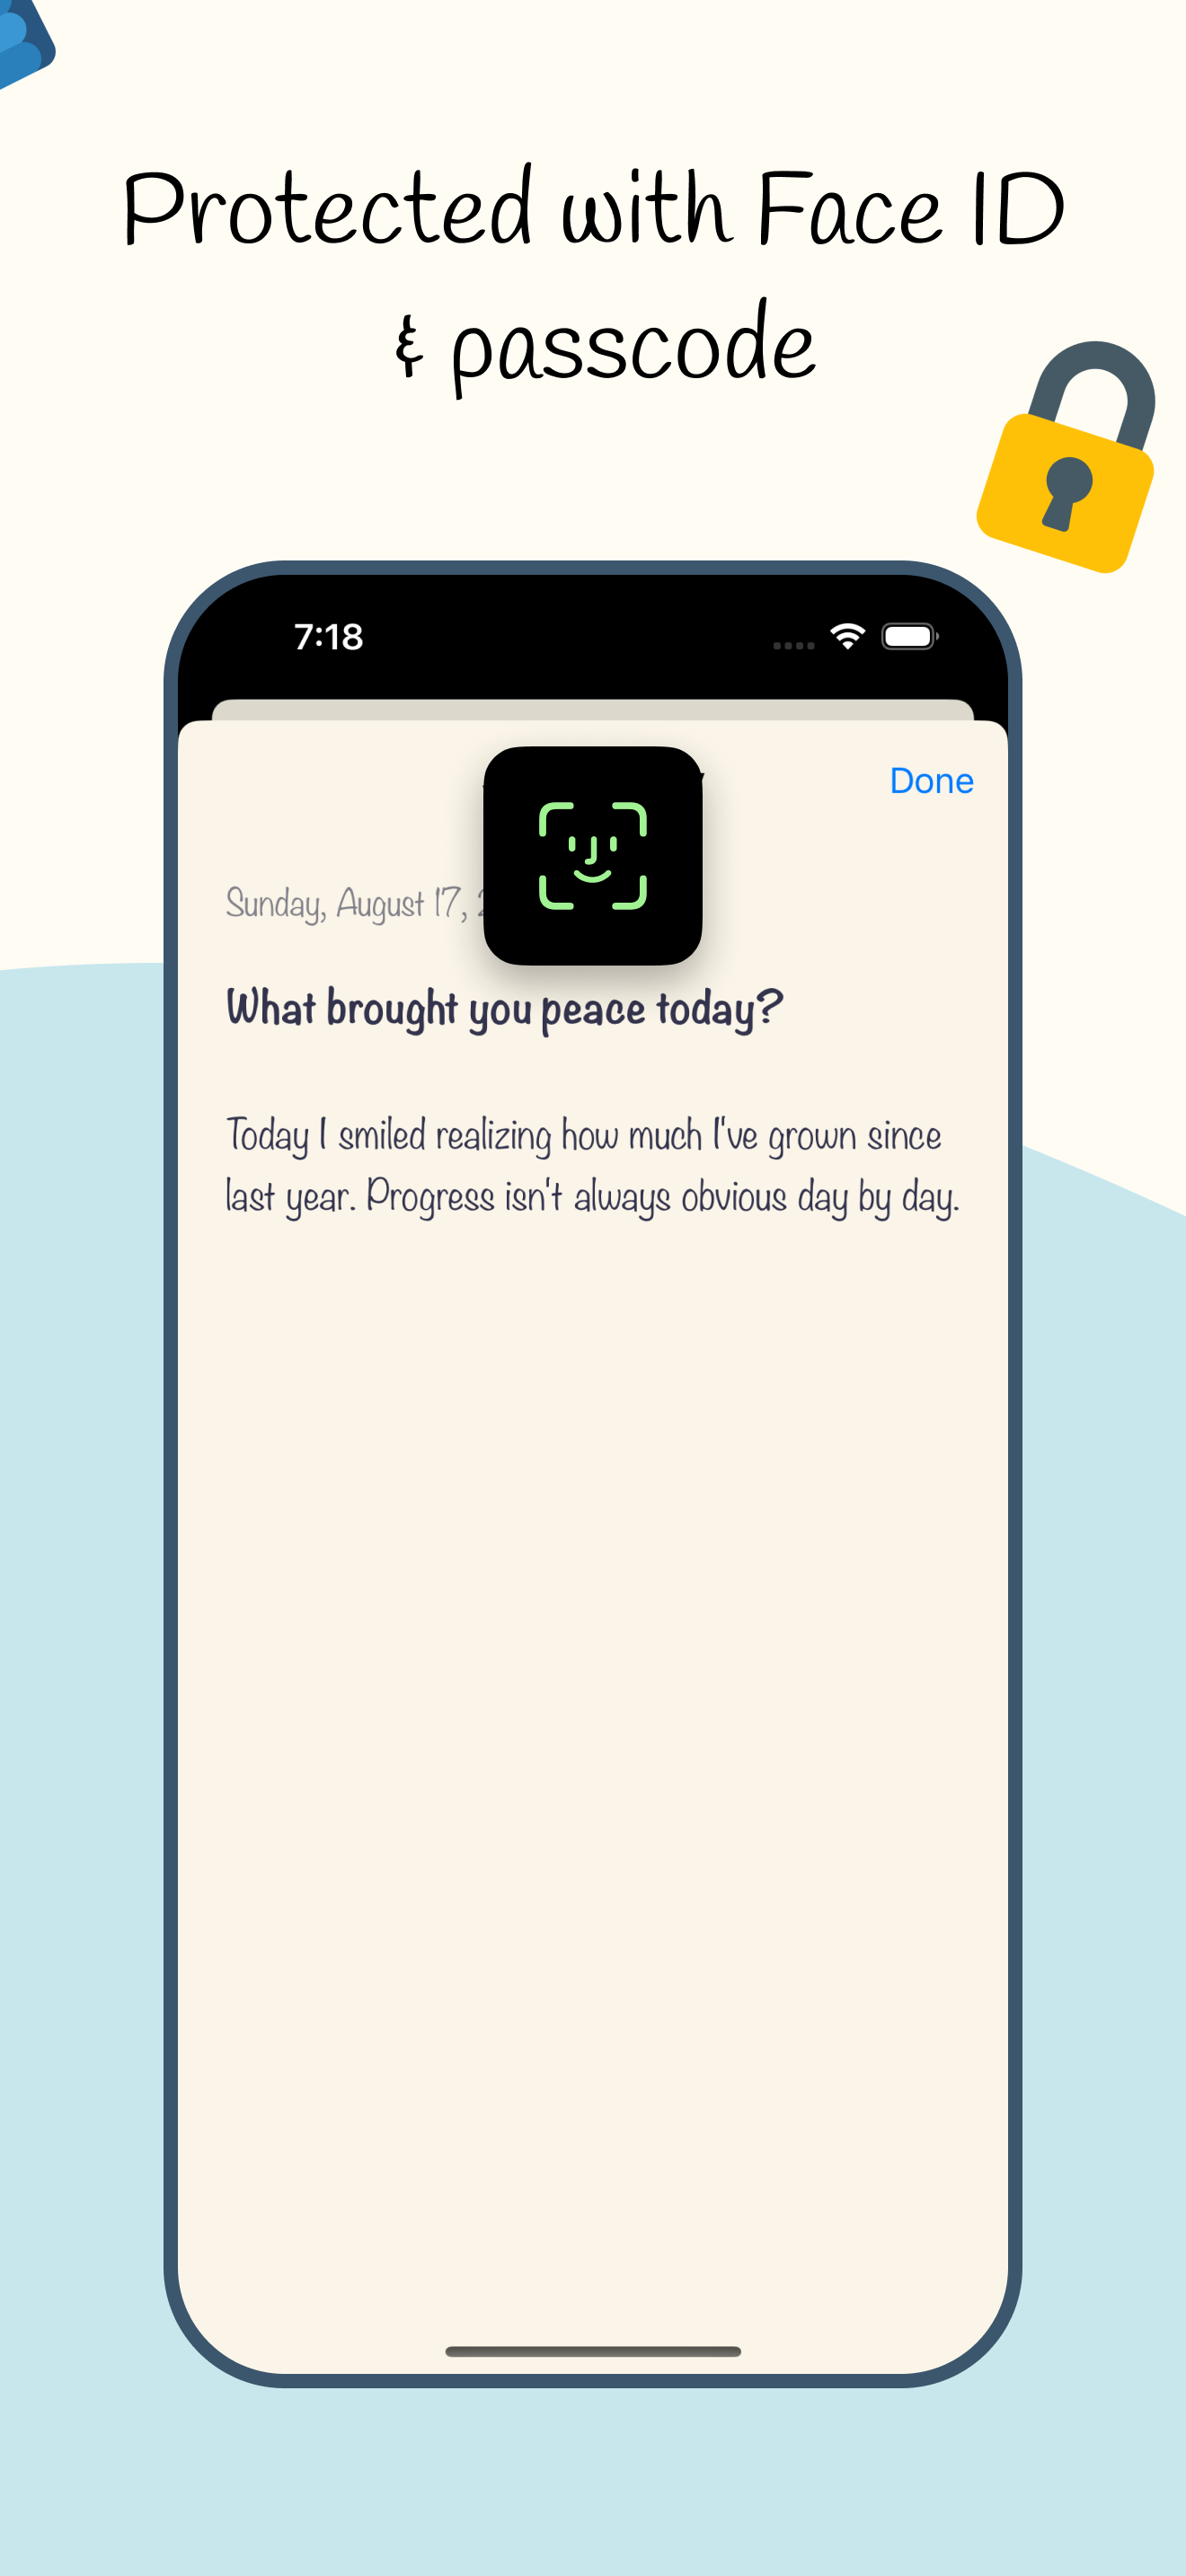 Protected with Face ID
& passcode
7:18
Done
Sunday, August 17,
What brought you peace today?
Today I smiled realizing how much I've grown since
last year. Progress isn't always obvious day by day.